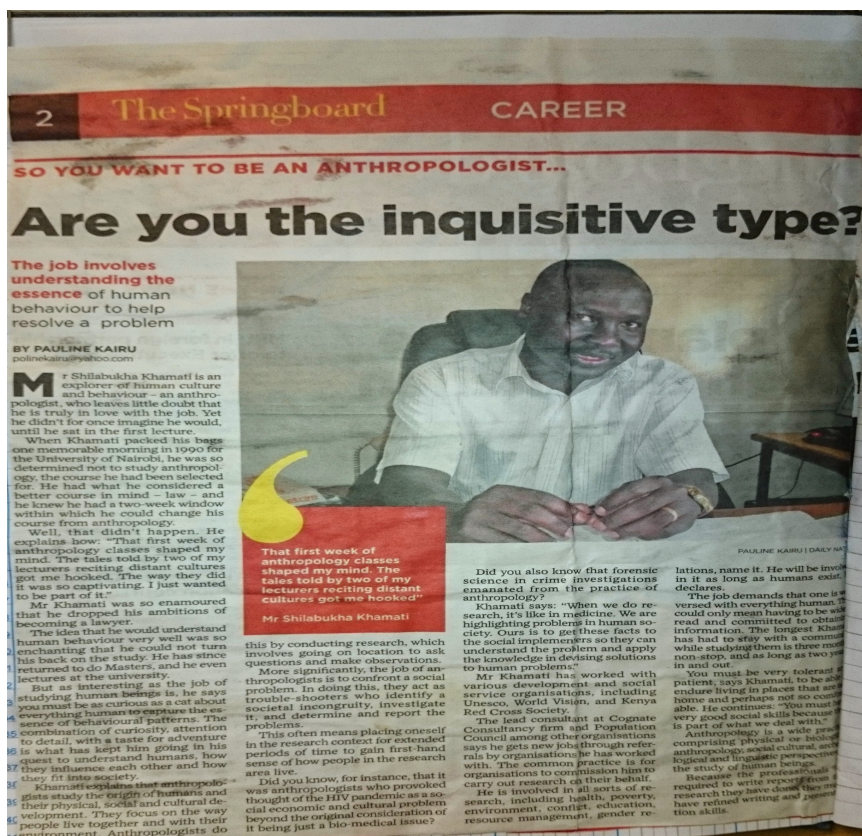 2
The Springboard
CAREER
SO YOU WANT TO BE AN ANTHROPOLOGIST...
Are you the inquisitive type?
The job involves
understanding the
essence of human
behaviour to help
resolve a problem
BY PAULINE KAIRU
polinekairu@yahoo.com
Mr Shilabukha Khamati is an
explorer of human culture
and behaviour – an anthro-
pologist, who leaves little doubt that
he is truly in love with the job. Yet
he didn't for once imagine he would,
until he sat in the first lecture.
When Khamati packed his bags
one memorable morning in 1990 for
the University of Nairobi, he was so
determined not to study anthropol-
ogy, the course he had been selected
for. He had what he considered a
better course in mind – law – and
he knew he had a two-week window
within which he could change his
course from anthropology.
Well, that didn't happen. He
explains how: "That first week of
anthropology classes shaped my
mind. The tales told by two of my
lecturers reciting distant cultures
got me hooked. The way they did
it was so captivating. I just wanted
to be part of it."
Mr Khamati was so enamoured
that he dropped his ambitions of
becoming a lawyer.
The idea that he would understand
human behaviour very well was so
enchanting that he could not turn
his back on the study. He has since
returned to do Masters, and he even
lectures at the university.
But as interesting as the job of
studying human beings is, he says
you must be as curious as a cat about
everything human to capture the es-
sence of behavioural patterns. The
combination of curiosity, attention
to detail, with a taste for adventure
is what has kept him going in his
quest to understand humans, how
they influence each other and how
they fit into society.
Khamati explains that anthropolo-
gists study the origin of humans and
their physical, social and cultural de-
velopment. They focus on the way
people live together and with their
environment. Anthropologists do
That first week of
anthropology classes
shaped my mind. The
tales told by two of my
lecturers reciting distant
cultures got me hooked"
Mr Shilabukha Khamati
this by conducting research, which
involves going on location to ask
questions and make observations.
More significantly, the job of an-
thropologists is to confront a social
problem. In doing this, they act as
trouble-shooters who identify a
societal incongruity, investigate
it, and determine and report the
problems.
This often means placing oneself
in the research context for extended
periods of time to gain first-hand
sense of how people in the research
area live.
Did you know, for instance, that it
was anthropologists who provoked
thought of the HIV pandemic as a so-
cial economic and cultural problem
beyond the original consideration of
it being just a bio-medical issue?
Did you also know that forensic
science in crime investigations
emanated from the practice of
anthropology?
Khamati says: "When we do re-
search, it's like in medicine. We are
highlighting problems in human so-
ciety. Ours is to get these facts to
the social implementers so they can
understand the problem and apply
the knowledge in devising solutions
to human problems."
Mr Khamati has worked with
various development and social
service organisations, including
Unesco, World Vision, and Kenya
Red Cross Society.
The lead consultant at Cognate
Consultancy firm and Population
Council among other organisations
says he gets new jobs through refer-
rals by organisations he has worked
with. The common practice is for
organisations to commission him to
carry out research on their behalf.
He is involved in all sorts of re-
search, including health, poverty,
environment, conflict, education,
resource management, gender re-
PAULINE KAIRU | DAILY
lations, name it. He will be
in it as long as humans exist,
declares.
The job demands that one is
versed with everything human.
could only mean having to be
read and committed to
information. The longest
has had to stay with a
while studying them is three
non-stop, and as long as two
in and out.
You must be very tolerant
patient, says Khamati, to be
endure living in places that are
home and perhaps not so
able. He continues: "You must
very good social skills because
is part of what we deal with."
Anthropology is a wide
comprising physical or
anthropology, social cultural,
logical and linguistic
the study of human beings.
Because the professionals
required to write reports
research they have done, they
have refined writing and
tion skills.